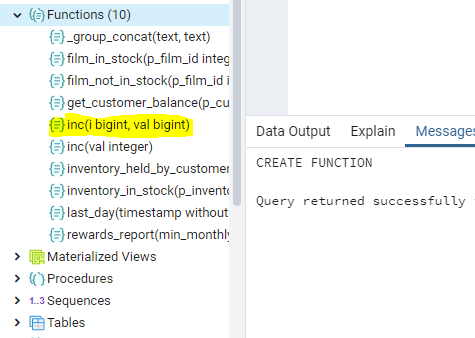 Functions (10)
_group_concat(text, text)
film_in_stock(p_film_id integ
film_not_in_stock(p_film_id i
get_customer_balance(p_cu
inc(i bigint, val bigint)
inc(val integer)
inventory_held_by_customer
inventory_in_stock(p_invento
last_day(timestamp without
rewards_report(min_monthly
Materialized Views
Procedures
1..3 Sequences
Tables
Data Output Explain Messages
CREATE FUNCTION
Query returned successfully